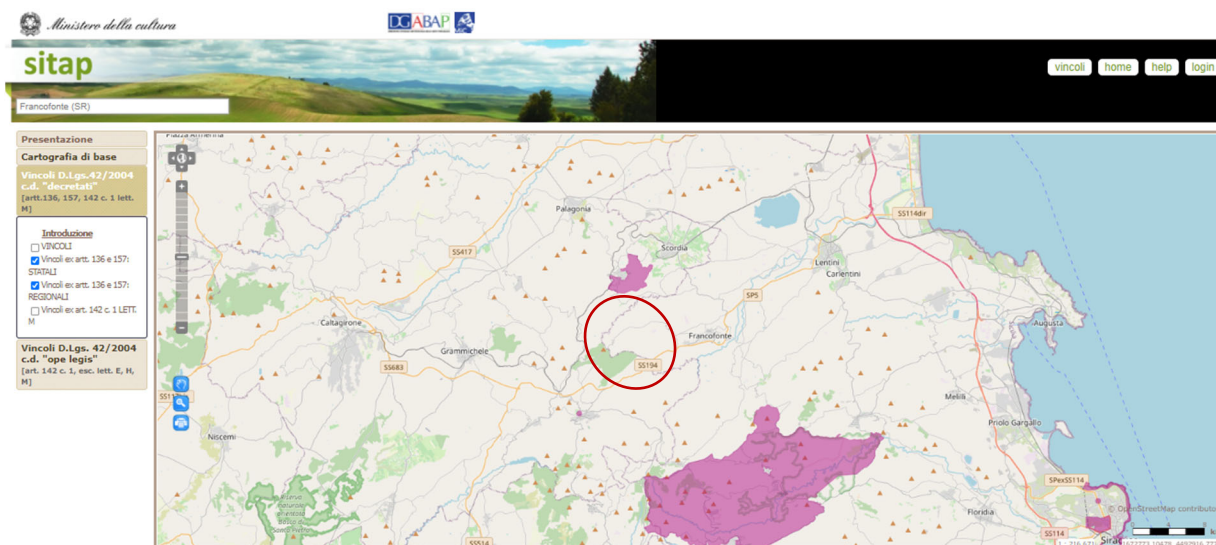 Ministero della cultura
DGABAP
sitap
vincoli home help login
Francofonte (SR)
Presentazione
Cartografia di base
Vincoli D.Lgs.42/2004
c.d. "decretati"
[artt.136, 157, 142 c. 1 lett.
M]
Introduzione
VINCOLI
Vincoli ex artt. 136 e 157:
STATALI
Vincoli ex artt. 136 e 157:
REGIONALI
Vincoli ex art. 142 c. 1 LETT.
M
Vincoli D.Lgs. 42/2004
c.d. "ope legis"
[art. 142 c. 1, esc. lett. E, H,
M]
Palagonia
SS114dir
Scordia
SS417
Lentini
Carlentini
SP5
Caltagirone
Augusta
Francofonte
Grammichele
SS194
SS683
Melilli
Priolo Gargallo
Niscemi
SPexSS114
Floridia
© OpenStreetMap contributo
SS114
SS514